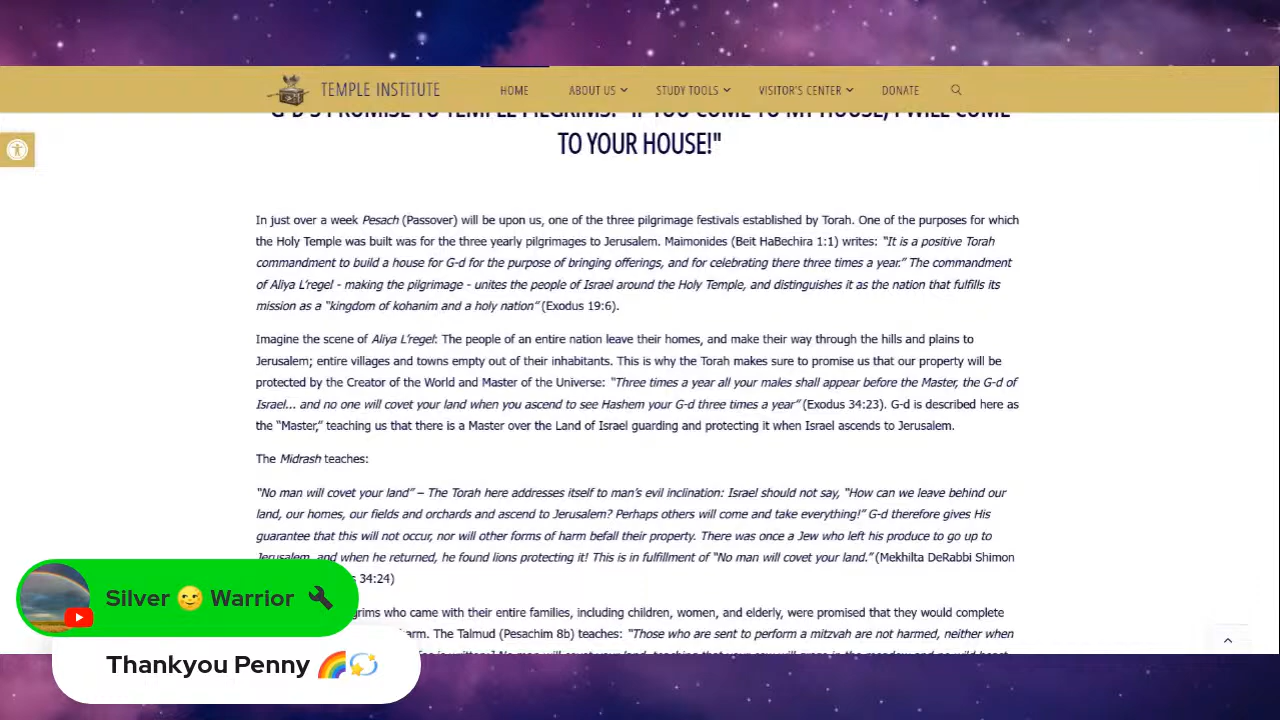 TEMPLE INSTITUTE
HOME
ABOUT US
STUDY TOOLS
VISITOR'S CENTER
DONATE
G-D'S PROMISE TO TEMPLE PILGRIMS: "IF YOU COME TO MY HOUSE, I WILL COME
TO YOUR HOUSE!"
In just over a week Pesach (Passover) will be upon us, one of the three pilgrimage festivals established by Torah. One of the purposes for which
the Holy Temple was built was for the three yearly pilgrimages to Jerusalem. Maimonides (Beit HaBechira 1:1) writes: “It is a positive Torah
commandment to build a house for G-d for the purpose of bringing offerings, and for celebrating there three times a year.” The commandment
of Aliya L’regel - making the pilgrimage - unites the people of Israel around the Holy Temple, and distinguishes it as the nation that fulfills its
mission as a “kingdom of kohanim and a holy nation” (Exodus 19:6).
Imagine the scene of Aliya L’regel: The people of an entire nation leave their homes, and make their way through the hills and plains to
Jerusalem; entire villages and towns empty out of their inhabitants. This is why the Torah makes sure to promise us that our property will be
protected by the Creator of the World and Master of the Universe: “Three times a year all your males shall appear before the Master, the G-d of
Israel... and no one will covet your land when you ascend to see Hashem your G-d three times a year” (Exodus 34:23). G-d is described here as
the “Master,” teaching us that there is a Master over the Land of Israel guarding and protecting it when Israel ascends to Jerusalem.
The Midrash teaches:
“No man will covet your land” – The Torah here addresses itself to man’s evil inclination: Israel should not say, “How can we leave behind our
land, our homes, our fields and orchards and ascend to Jerusalem? Perhaps others will come and take everything!” G-d therefore gives His
guarantee that this will not occur, nor will other forms of harm befall their property. There was once a Jew who left his produce to go up to
Jerusalem, and when he returned, he found lions protecting it! This is in fulfillment of “No man will covet your land.” (Mekhilta DeRabbi Shimon
34:24)
who came with their entire families, including children, women, and elderly, were promised that they would complete
The Talmud (Pesachim 8b) teaches: “Those who are sent to perform a mitzvah are not harmed, neither when
Silver 🌝 Warrior 🔧
Thankyou Penny 🌈💫